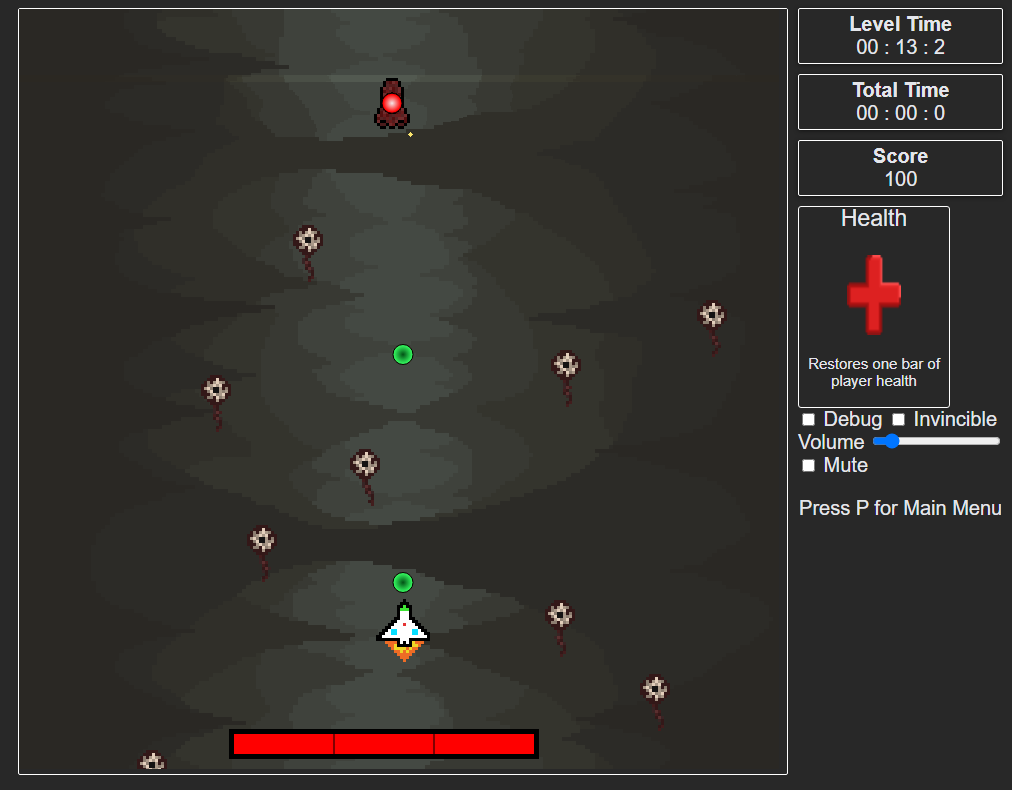 Level Time
00 : 13 : 2
Total Time
00 : 00 : 0
Score
100
Health
Restores one bar of
player health
Debug Invincible
Volume
Mute
Press P for Main Menu